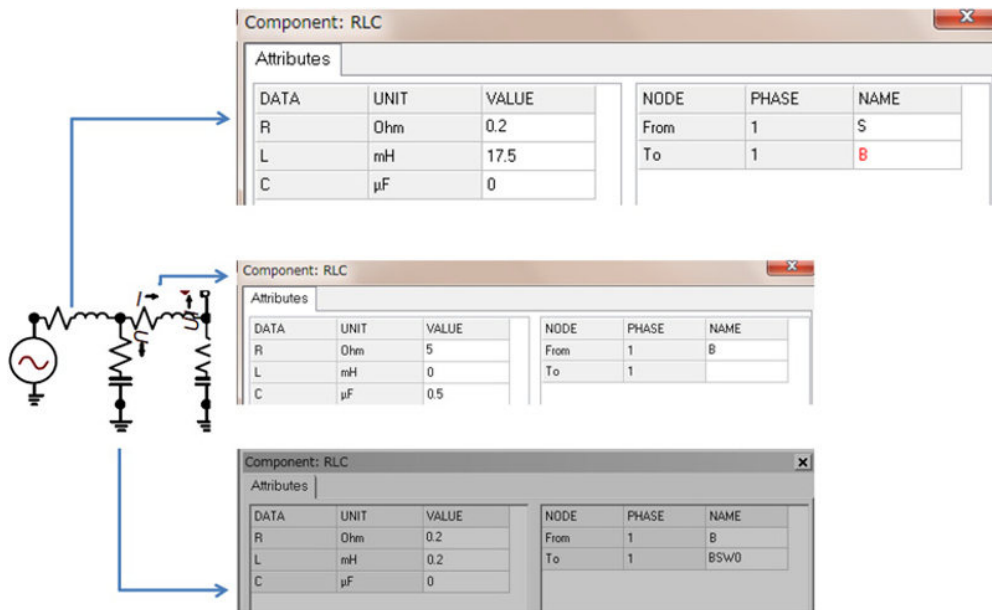 Component: RLC
x
Attributes
DATA UNIT VALUE NODE PHASE NAME
R Ohm 0.2 From 1 S
L mH 17.5 To 1 B
C µF 0
Component: RLC
x
Attributes
DATA UNIT VALUE NODE PHASE NAME
R Ohm 5 From 1 B
L mH 0 To 1
C µF 0.5
I
U
U
Component: RLC
x
Attributes
DATA UNIT VALUE NODE PHASE NAME
R Ohm 0.2 From 1 B
L mH 0.2 To 1 BSW0
C µF 0